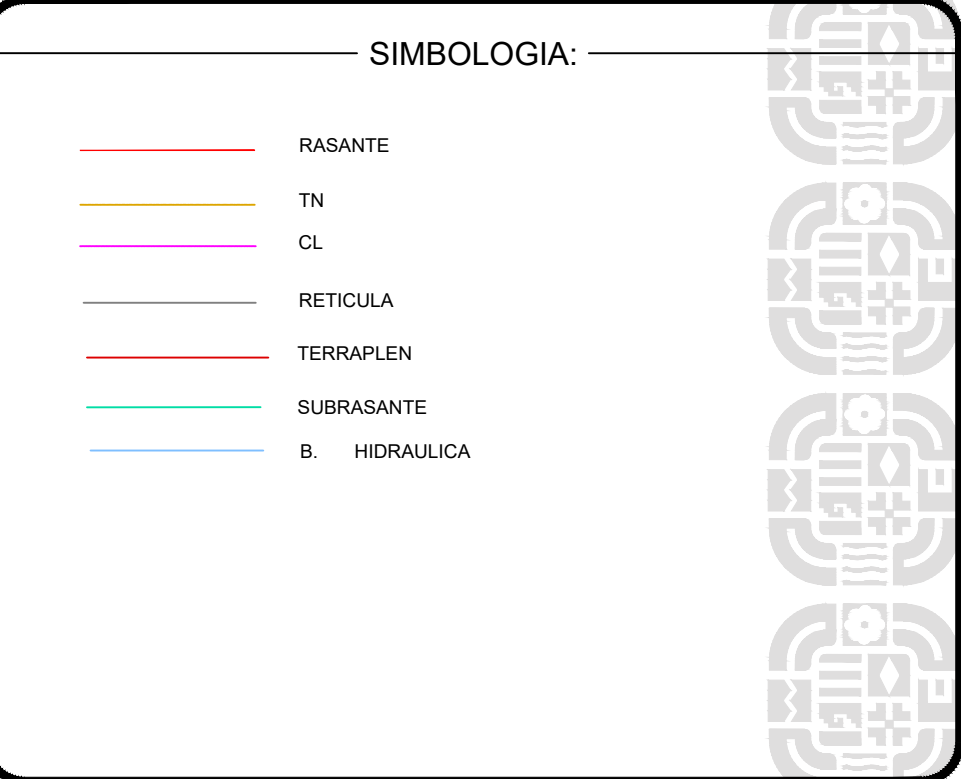 SIMBOLOGIA:
RASANTE
TN
CL
RETICULA
TERRAPLEN
SUBRASANTE
B. HIDRAULICA